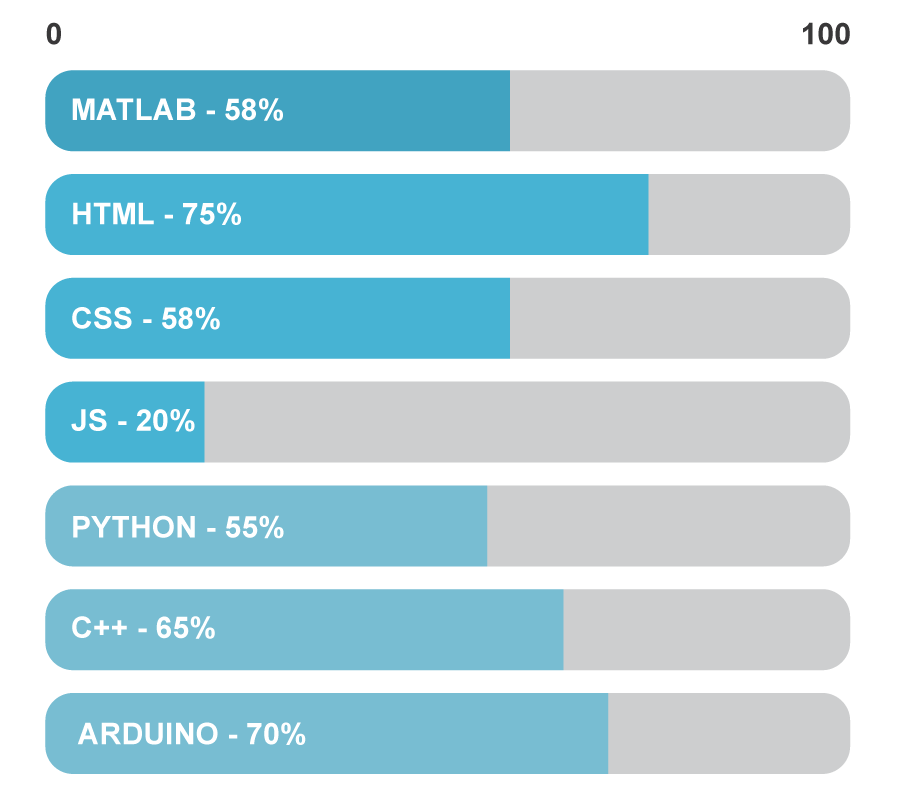 0 100
MATLAB - 58%
HTML - 75%
CSS - 58%
JS - 20%
PYTHON - 55%
C++ - 65%
ARDUINO - 70%